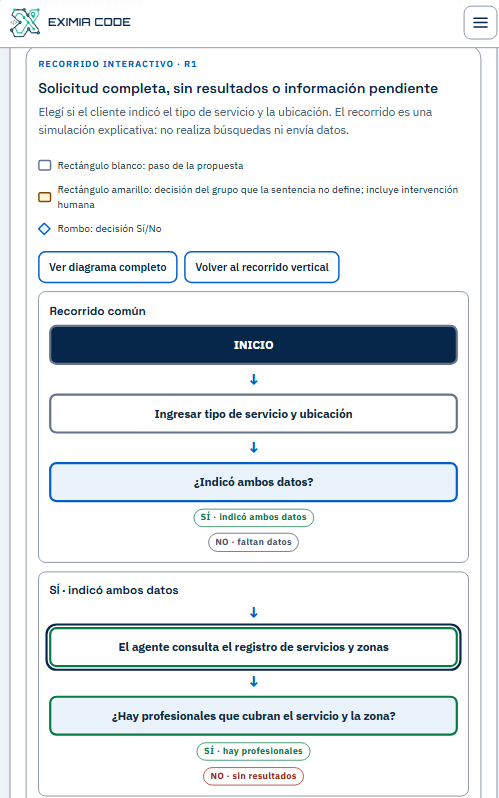 EXIMIA CODE
RECORRIDO INTERACTIVO · R1
Solicitud completa, sin resultados o información pendiente
Elegí si el cliente indicó el tipo de servicio y la ubicación. El recorrido es una
simulación explicativa: no realiza búsquedas ni envía datos.
Rectángulo blanco: paso de la propuesta
Rectángulo amarillo: decisión del grupo que la sentencia no define; incluye intervención
humana
Rombo: decisión Sí/No
Ver diagrama completo
Volver al recorrido vertical
Recorrido común
INICIO
↓
Ingresar tipo de servicio y ubicación
↓
¿Indicó ambos datos?
SÍ · indicó ambos datos
NO · faltan datos
SÍ · indicó ambos datos
↓
El agente consulta el registro de servicios y zonas
↓
¿Hay profesionales que cubran el servicio y la zona?
SÍ · hay profesionales
NO · sin resultados